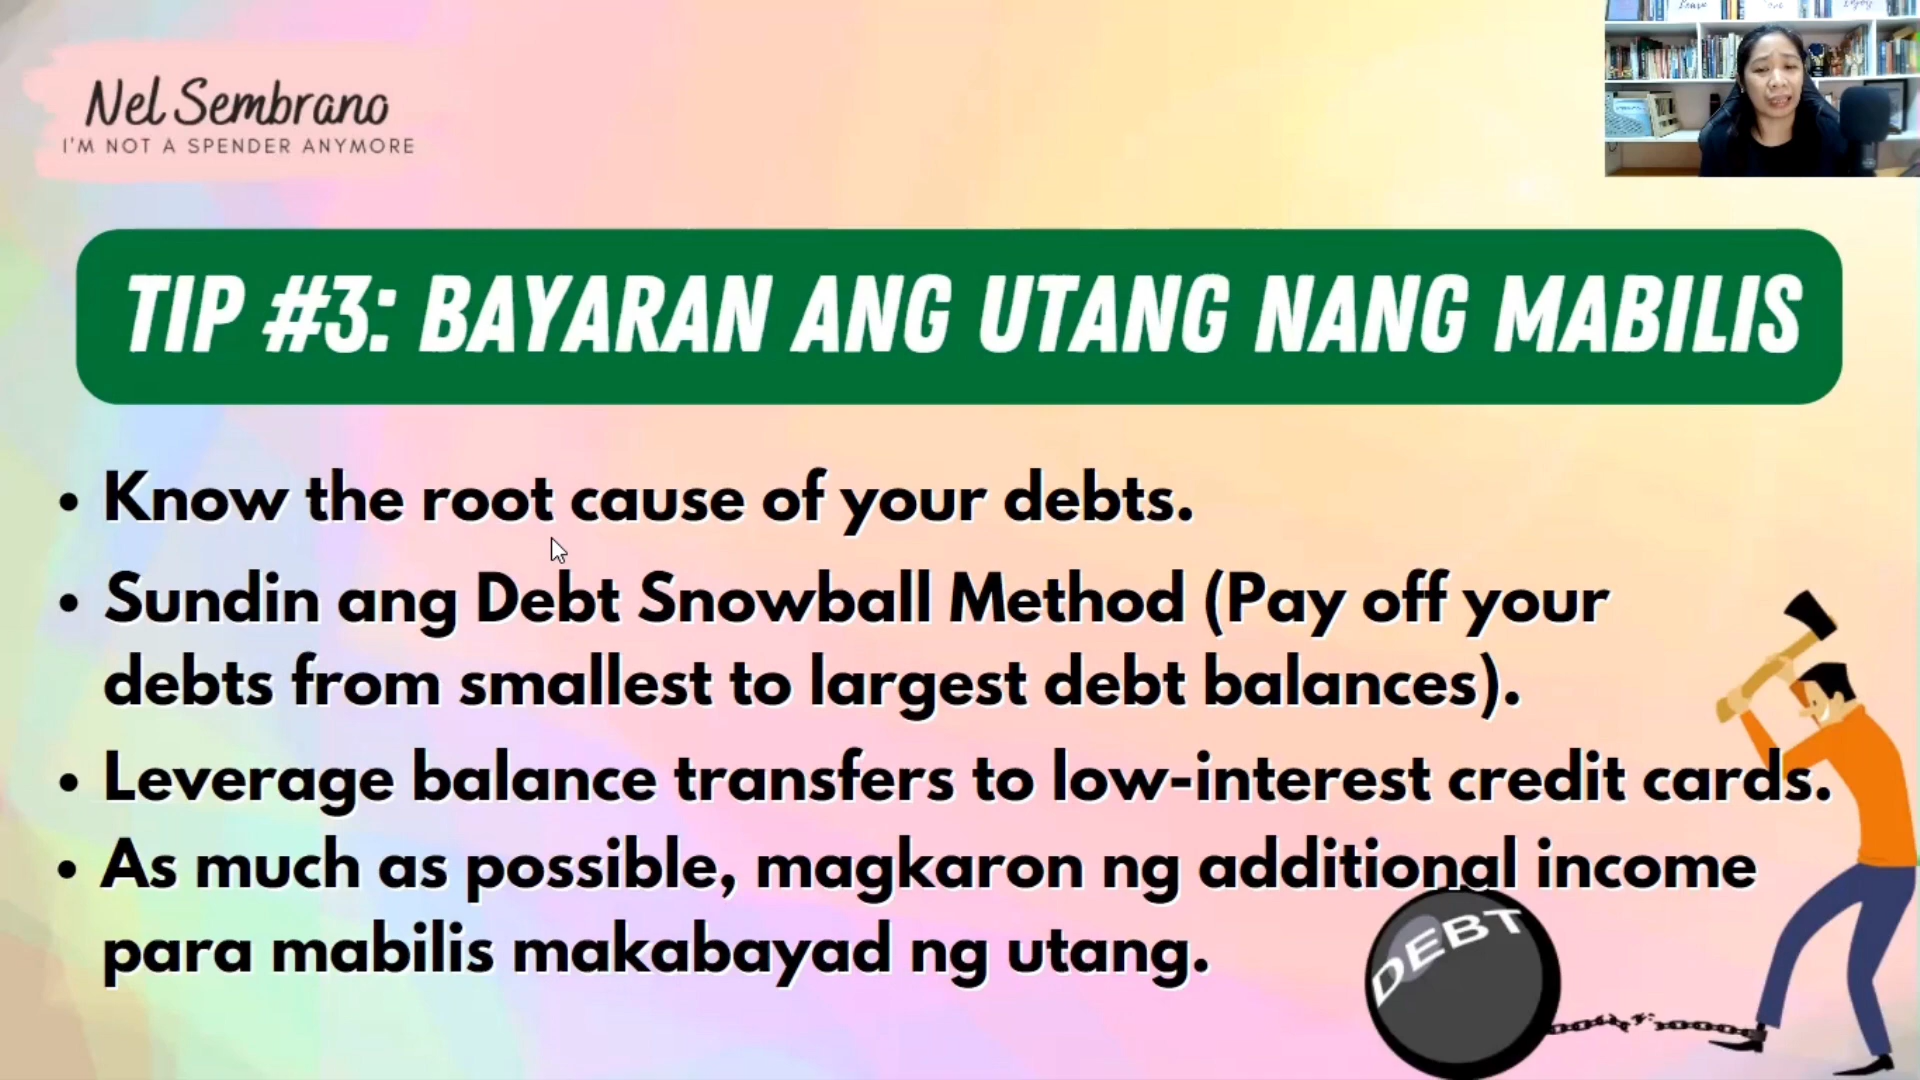 Nel Sembrano
I'M NOT A SPENDER ANYMORE
TIP #3: BAYARAN ANG UTANG NANG MABILIS
• Know the root cause of your debts.
• Sundin ang Debt Snowball Method (Pay off your
debts from smallest to largest debt balances).
• Leverage balance transfers to low-interest credit cards.
• As much as possible, magkaron ng additional income
para mabilis makabayad ng utang.
DEBT